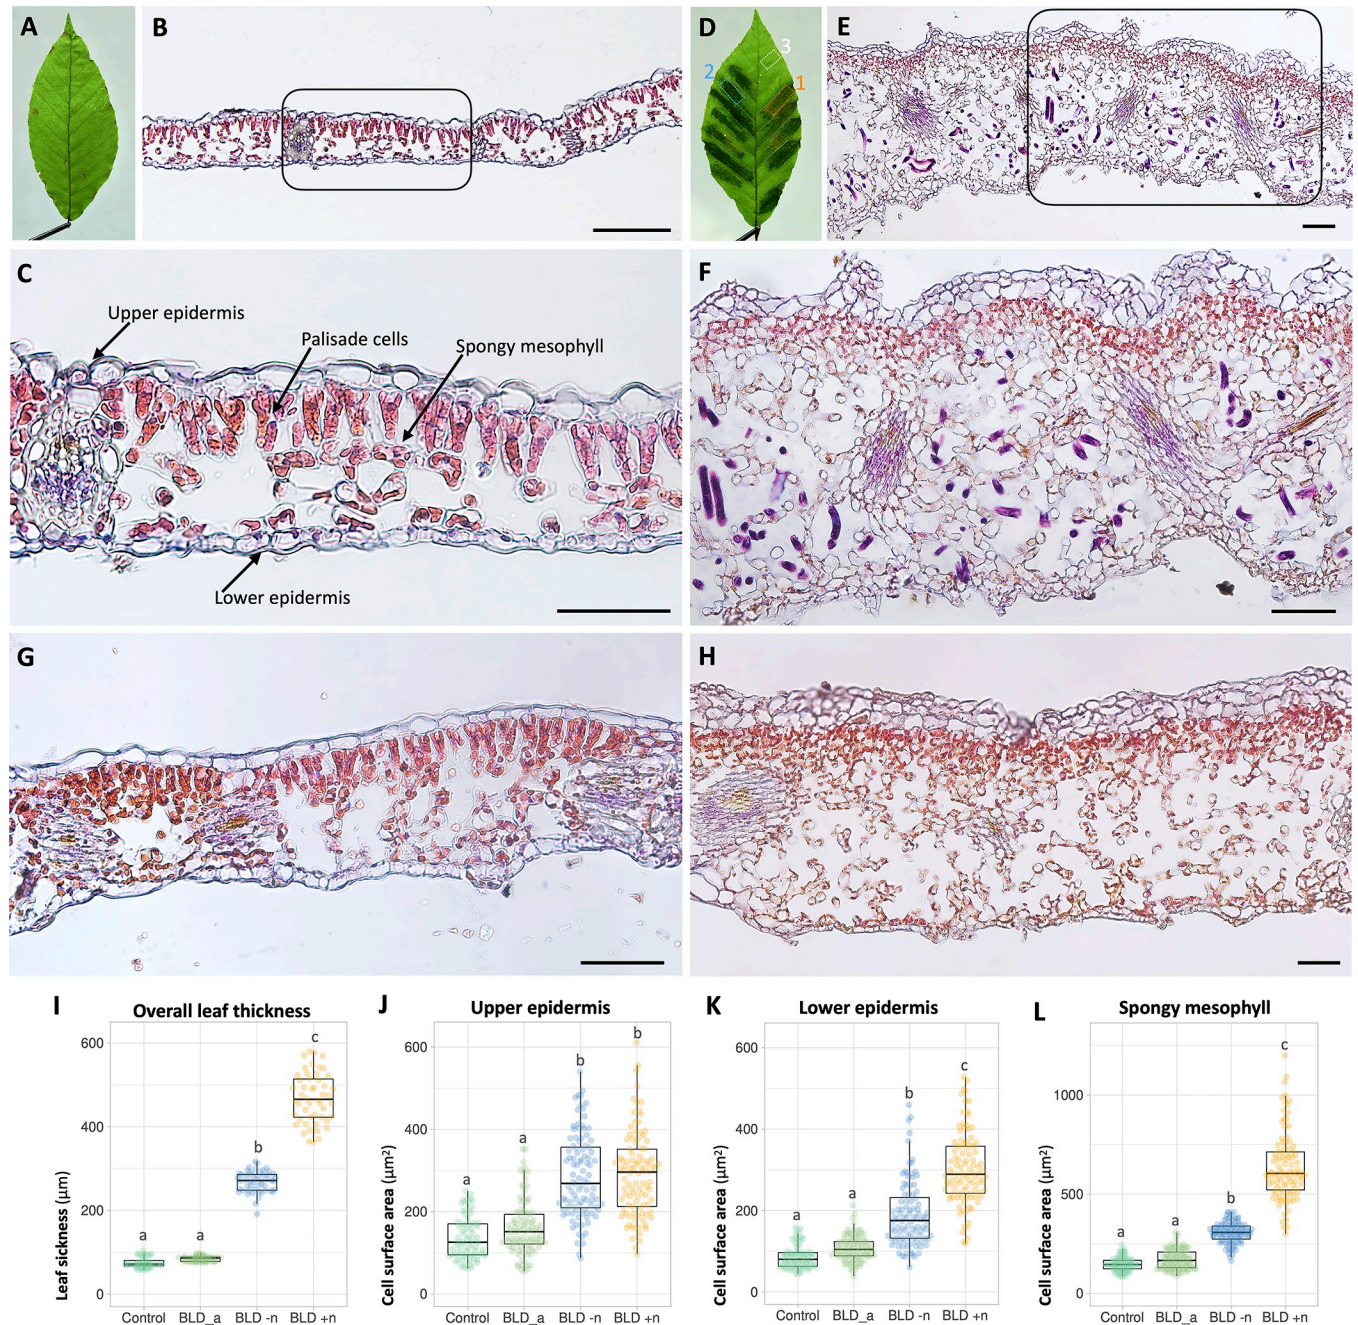 A
B
D
E
3
2
1
C
Upper epidermis
Palisade cells
Spongy mesophyll
Lower epidermis
F
G
H
I
Overall leaf thickness
Leaf sickness (μm)
600
400
200
0
a
a
b
c
Control
BLD_a
BLD -n
BLD +n
J
Upper epidermis
Cell surface area (μm²)
600
400
200
0
a
a
b
b
Control
BLD_a
BLD -n
BLD +n
K
Lower epidermis
Cell surface area (μm²)
600
400
200
0
a
a
b
c
Control
BLD_a
BLD -n
BLD +n
L
Spongy mesophyll
Cell surface area (μm²)
1000
500
0
a
a
b
c
Control
BLD_a
BLD -n
BLD +n